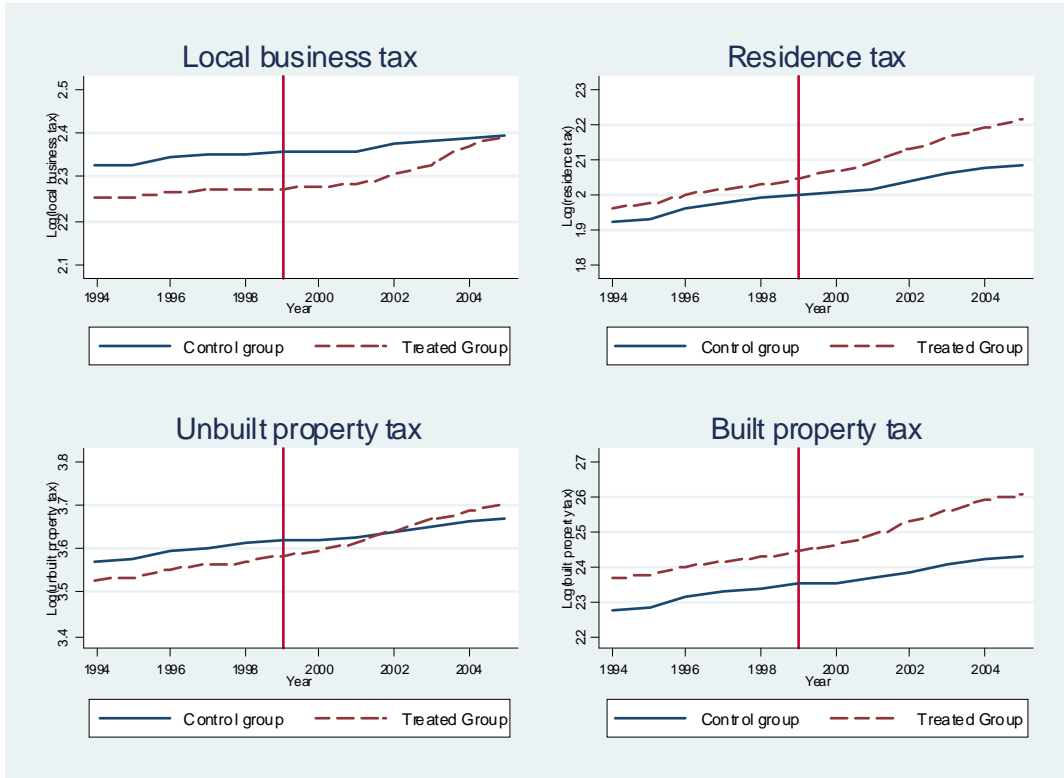 Local business tax
Log(local business tax)
2.5
2.4
2.3
2.2
2.1
1994 1996 1998 2000 2002 2004
Year
Control group Treated Group
Residence tax
Log(residence tax)
2.3
2.2
2.1
2
1.9
1.8
1994 1996 1998 2000 2002 2004
Year
Control group Treated Group
Unbuilt property tax
Log(unbuilt property tax)
3.8
3.7
3.6
3.5
3.4
1994 1996 1998 2000 2002 2004
Year
Control group Treated Group
Built property tax
Log(built property tax)
2.7
2.6
2.5
2.4
2.3
2.2
1994 1996 1998 2000 2002 2004
Year
Control group Treated Group